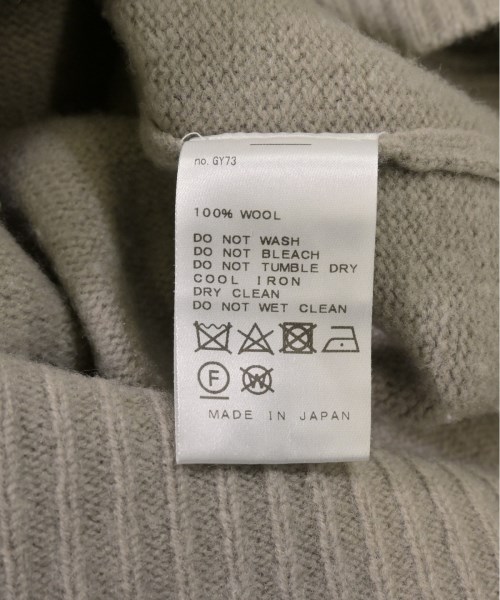 no. GY73
100% WOOL
DO NOT WASH
DO NOT BLEACH
DO NOT TUMBLE DRY
COOL IRON
DRY CLEAN
DO NOT WET CLEAN
F W
MADE IN JAPAN